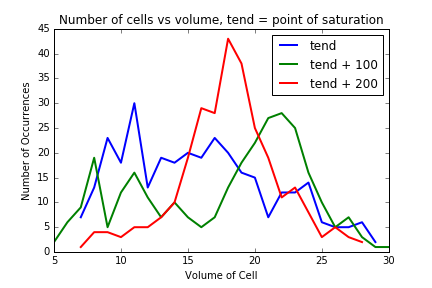 Number of cells vs volume, tend = point of saturation
45
40
35
30
25
20
15
10
5
0
Number of Occurrences
tend
tend + 100
tend + 200
5 10 15 20 25 30
Volume of Cell